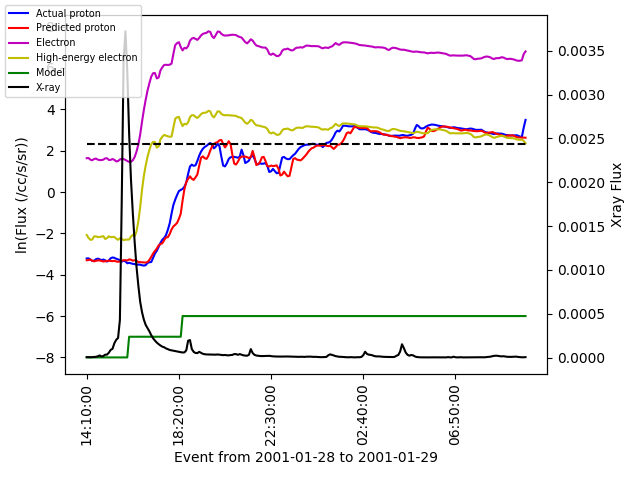 Actual proton
Predicted proton
Electron
High-energy electron
Model
X-ray
4
2
0
−2
−4
−6
−8
ln(Flux (/cc/s/sr))
0.0035
0.0030
0.0025
0.0020
0.0015
0.0010
0.0005
0.0000
Xray Flux
14:10:00
18:20:00
22:30:00
02:40:00
06:50:00
Event from 2001-01-28 to 2001-01-29